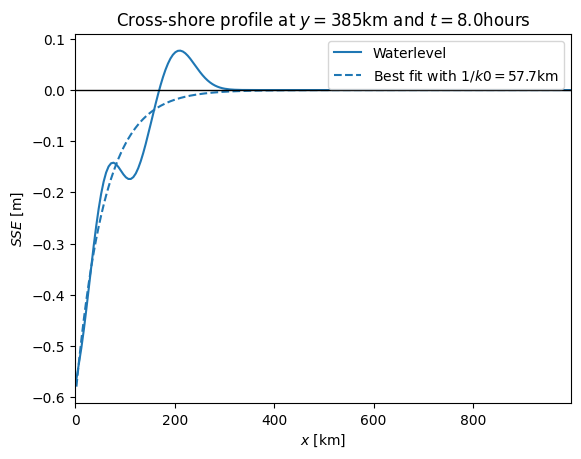 Cross-shore profile at y = 385km and t = 8.0hours
Waterlevel
Best fit with 1/k0 = 57.7km
0.1
0.0
−0.1
−0.2
−0.3
−0.4
−0.5
−0.6
SSE [m]
0 200 400 600 800
x [km]